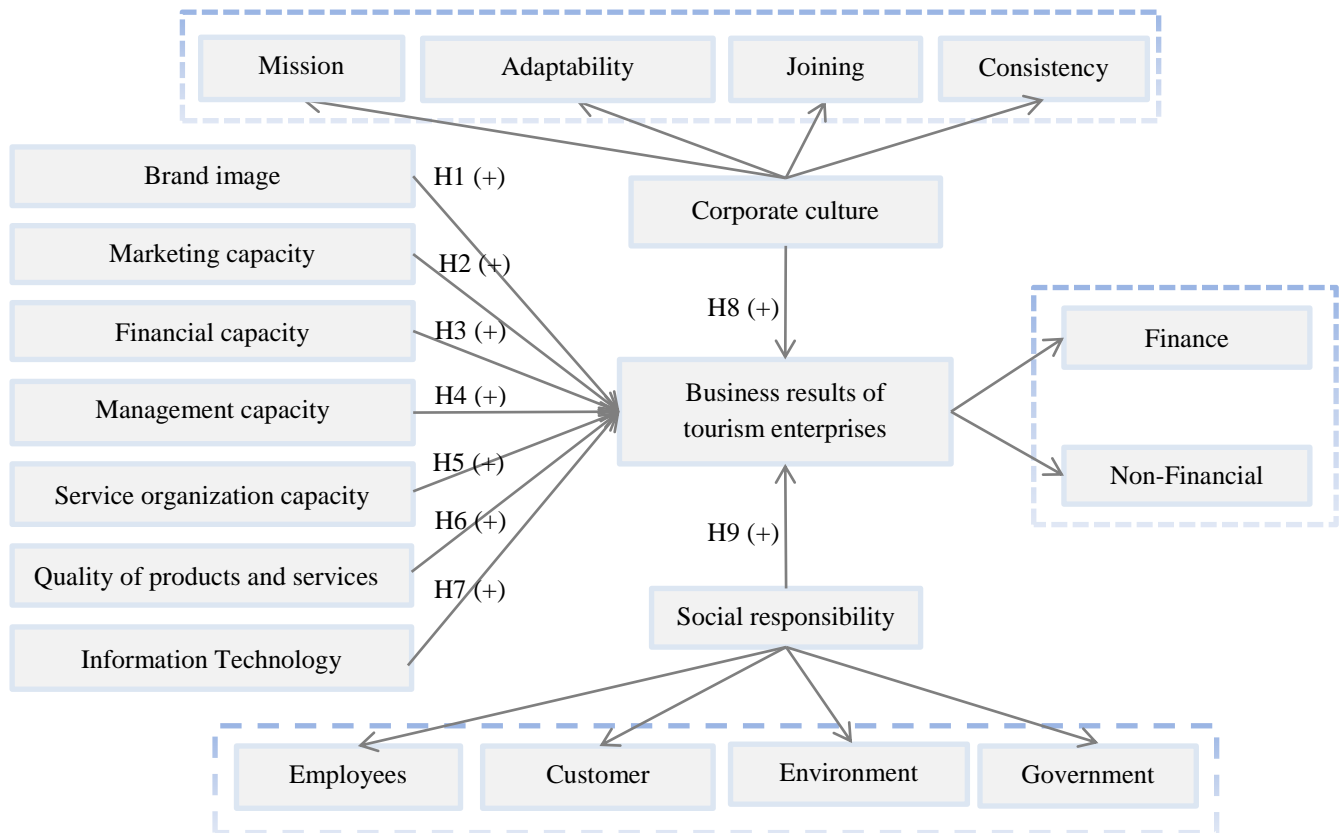 Mission
Adaptability
Joining
Consistency
Brand image
H1 (+)
Corporate culture
Marketing capacity
H2 (+)
H8 (+)
Financial capacity
H3 (+)
Finance
Management capacity
H4 (+)
Business results of
tourism enterprises
Service organization capacity
H5 (+)
Non-Financial
Quality of products and services
H6 (+)
H9 (+)
Information Technology
H7 (+)
Social responsibility
Employees
Customer
Environment
Government